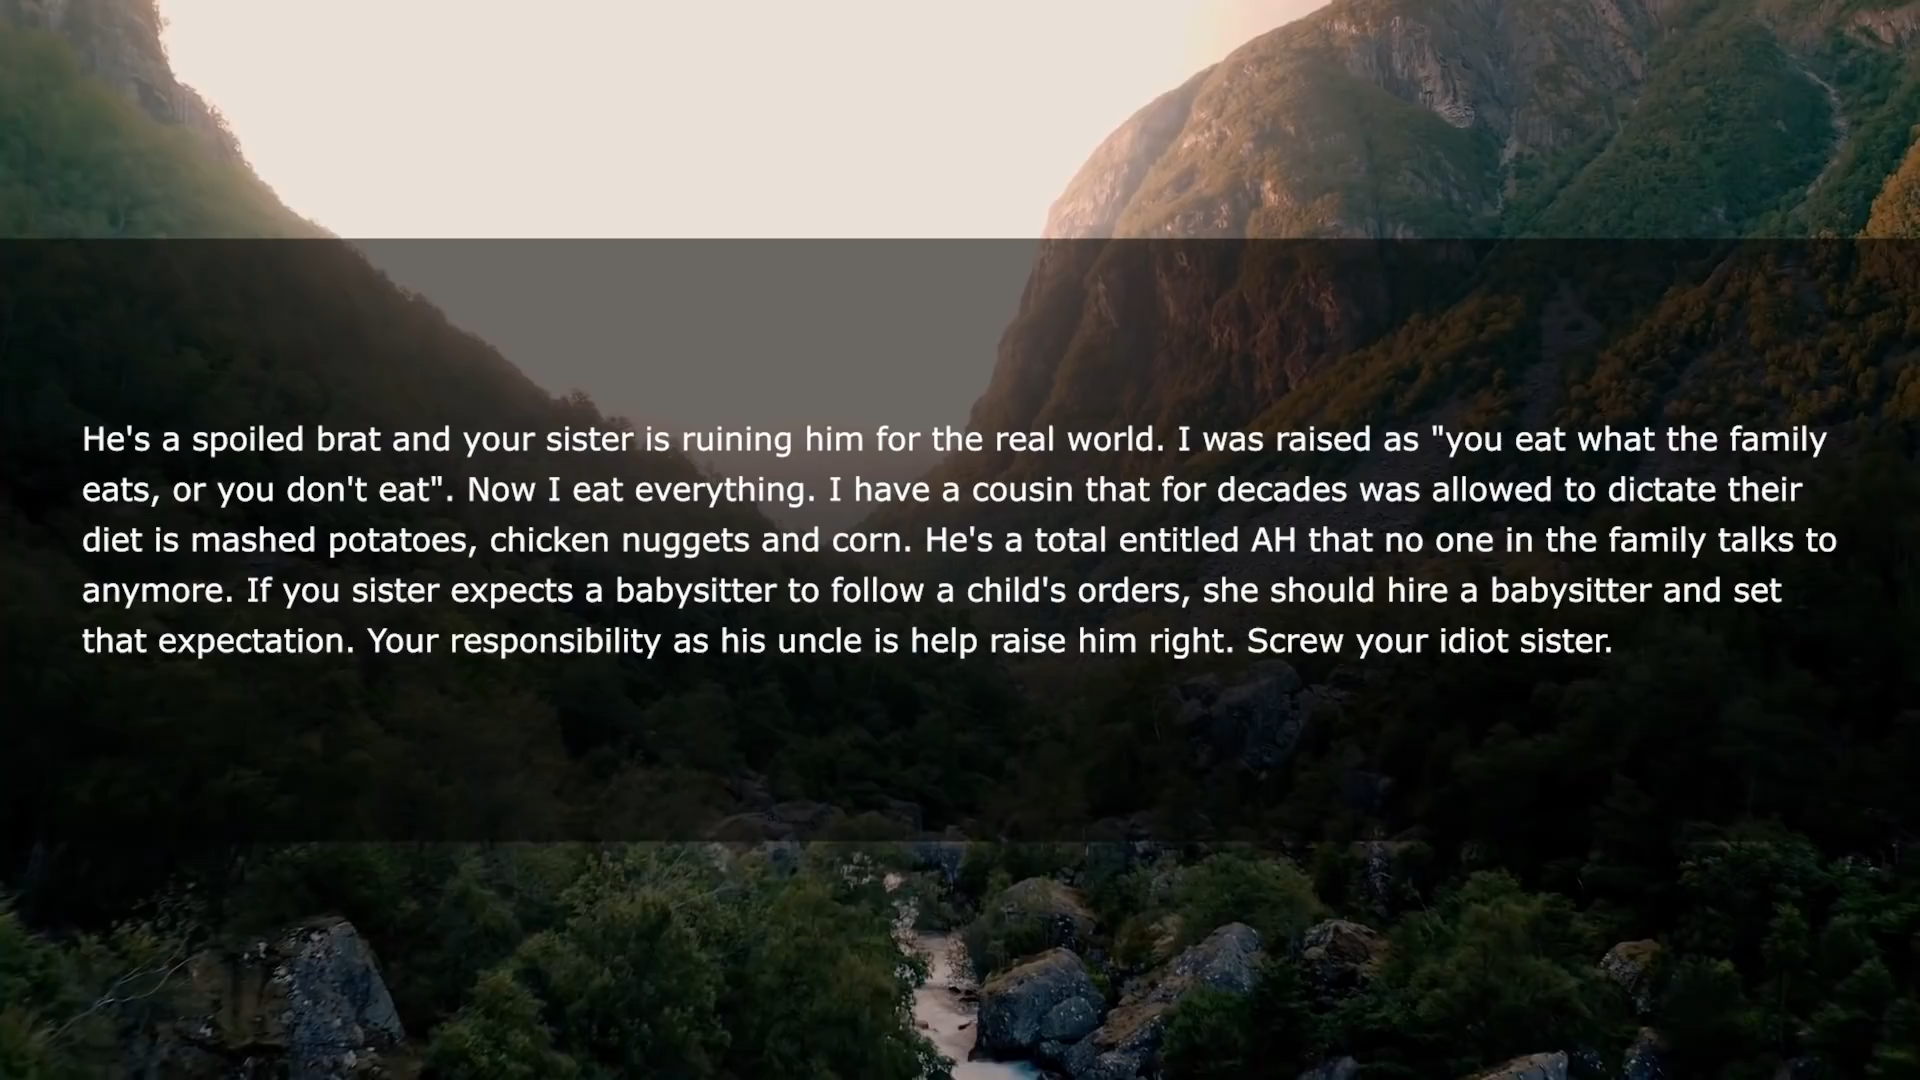 He's a spoiled brat and your sister is ruining him for the real world. I was raised as "you eat what the family
eats, or you don't eat". Now I eat everything. I have a cousin that for decades was allowed to dictate their
diet is mashed potatoes, chicken nuggets and corn. He's a total entitled AH that no one in the family talks to
anymore. If you sister expects a babysitter to follow a child's orders, she should hire a babysitter and set
that expectation. Your responsibility as his uncle is help raise him right. Screw your idiot sister.